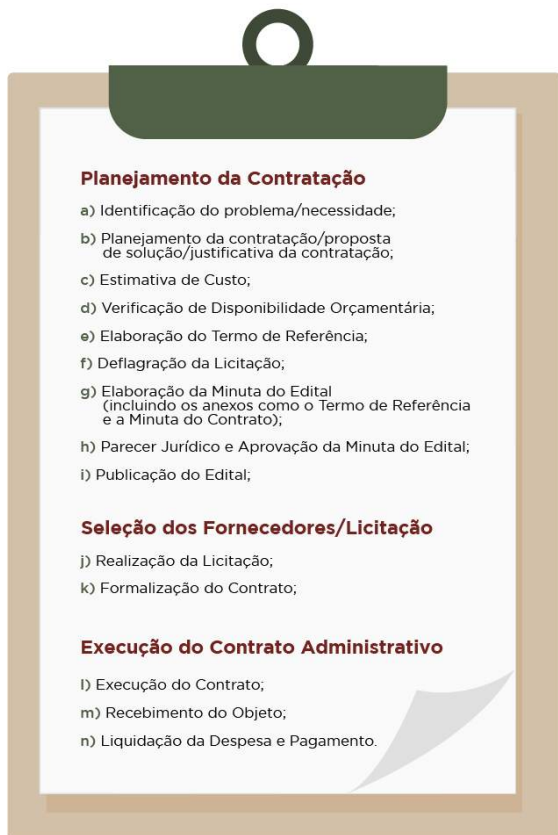 Planejamento da Contratação
a) Identificação do problema/necessidade;
b) Planejamento da contratação/proposta
de solução/justificativa da contratação;
c) Estimativa de Custo;
d) Verificação de Disponibilidade Orçamentária;
e) Elaboração do Termo de Referência;
f) Deflagração da Licitação;
g) Elaboração da Minuta do Edital
(incluindo os anexos como o Termo de Referência
e a Minuta do Contrato);
h) Parecer Jurídico e Aprovação da Minuta do Edital;
i) Publicação do Edital;
Seleção dos Fornecedores/Licitação
j) Realização da Licitação;
k) Formalização do Contrato;
Execução do Contrato Administrativo
l) Execução do Contrato;
m) Recebimento do Objeto;
n) Liquidação da Despesa e Pagamento.